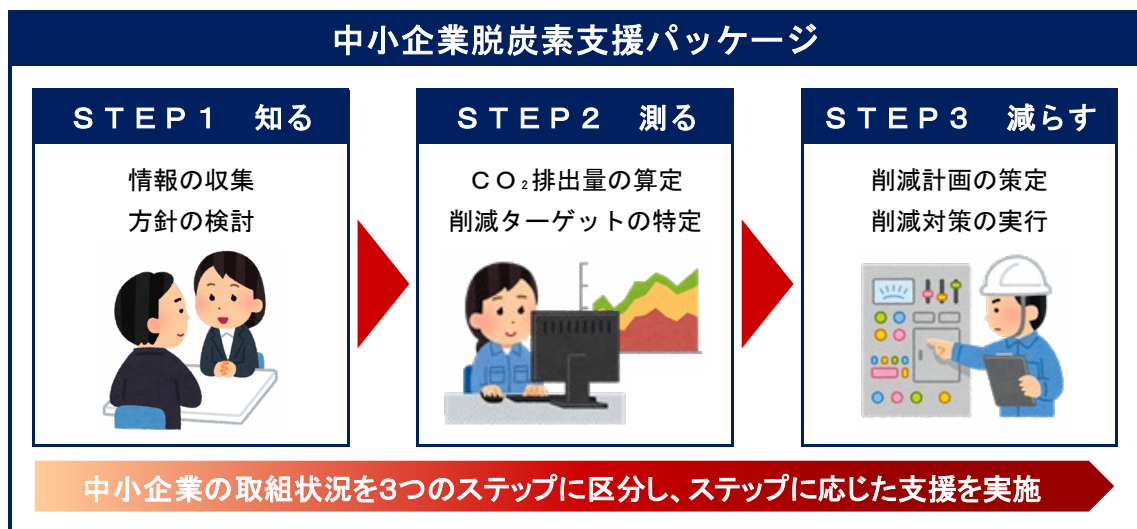 中小企業脱炭素支援パッケージ
ＳＴＥＰ１　知る
情報の収集
方針の検討
ＳＴＥＰ２　測る
ＣＯ₂排出量の算定
削減ターゲットの特定
ＳＴＥＰ３　減らす
削減計画の策定
削減対策の実行
中小企業の取組状況を3つのステップに区分し、ステップに応じた支援を実施